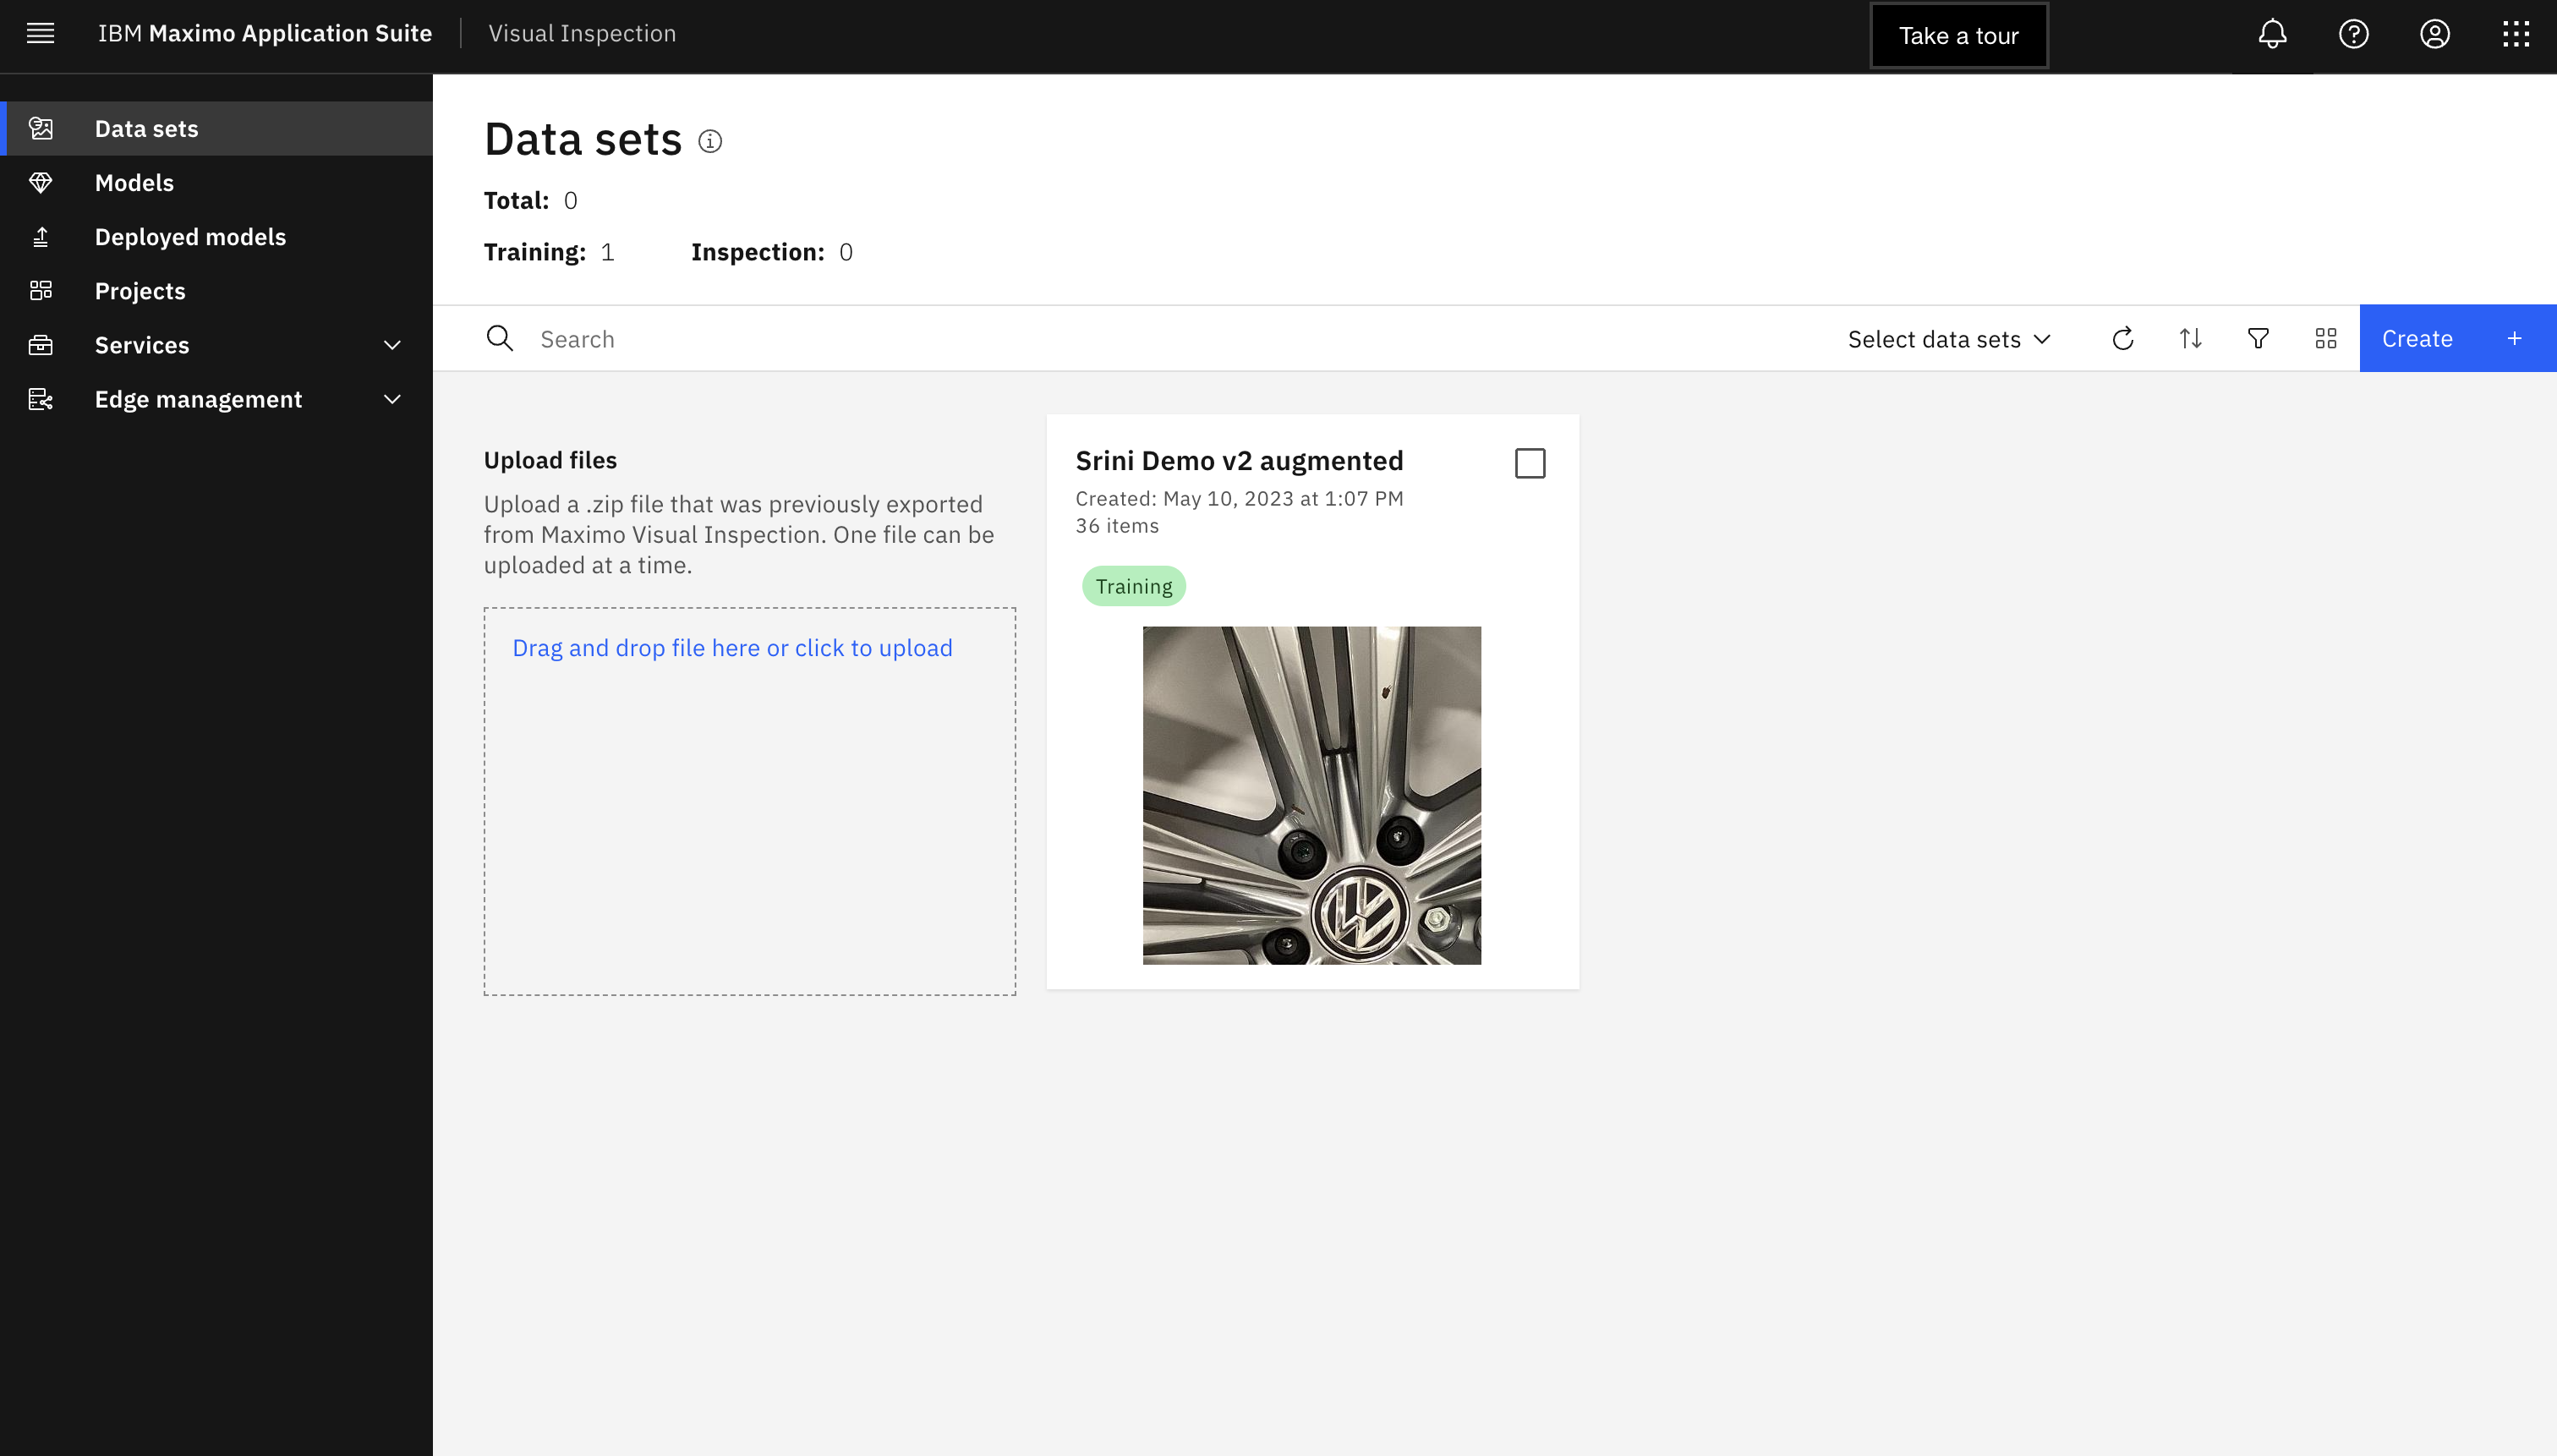 IBM Maximo Application Suite
Visual Inspection
Take a tour
Data sets
Models
Deployed models
Projects
Services
Edge management
Data sets
Total: 0
Training: 1 Inspection: 0
Search
Select data sets
Create +
Upload files
Upload a .zip file that was previously exported
from Maximo Visual Inspection. One file can be
uploaded at a time.
Drag and drop file here or click to upload
Srini Demo v2 augmented
Created: May 10, 2023 at 1:07 PM
36 items
Training